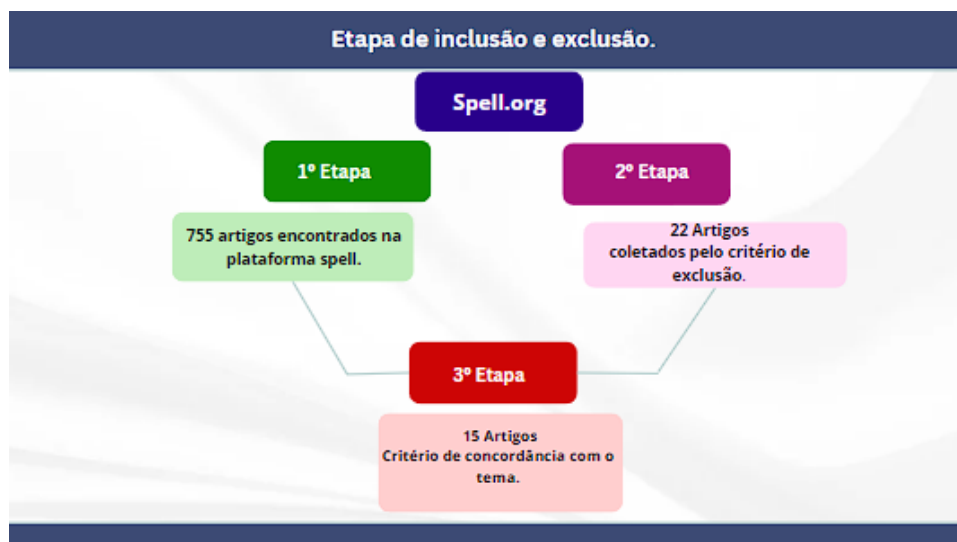 Etapa de inclusão e exclusão.
Spell.org
1º Etapa
2º Etapa
755 artigos encontrados na
plataforma spell.
22 Artigos
coletados pelo critério de
exclusão.
3º Etapa
15 Artigos
Critério de concordância com o
tema.